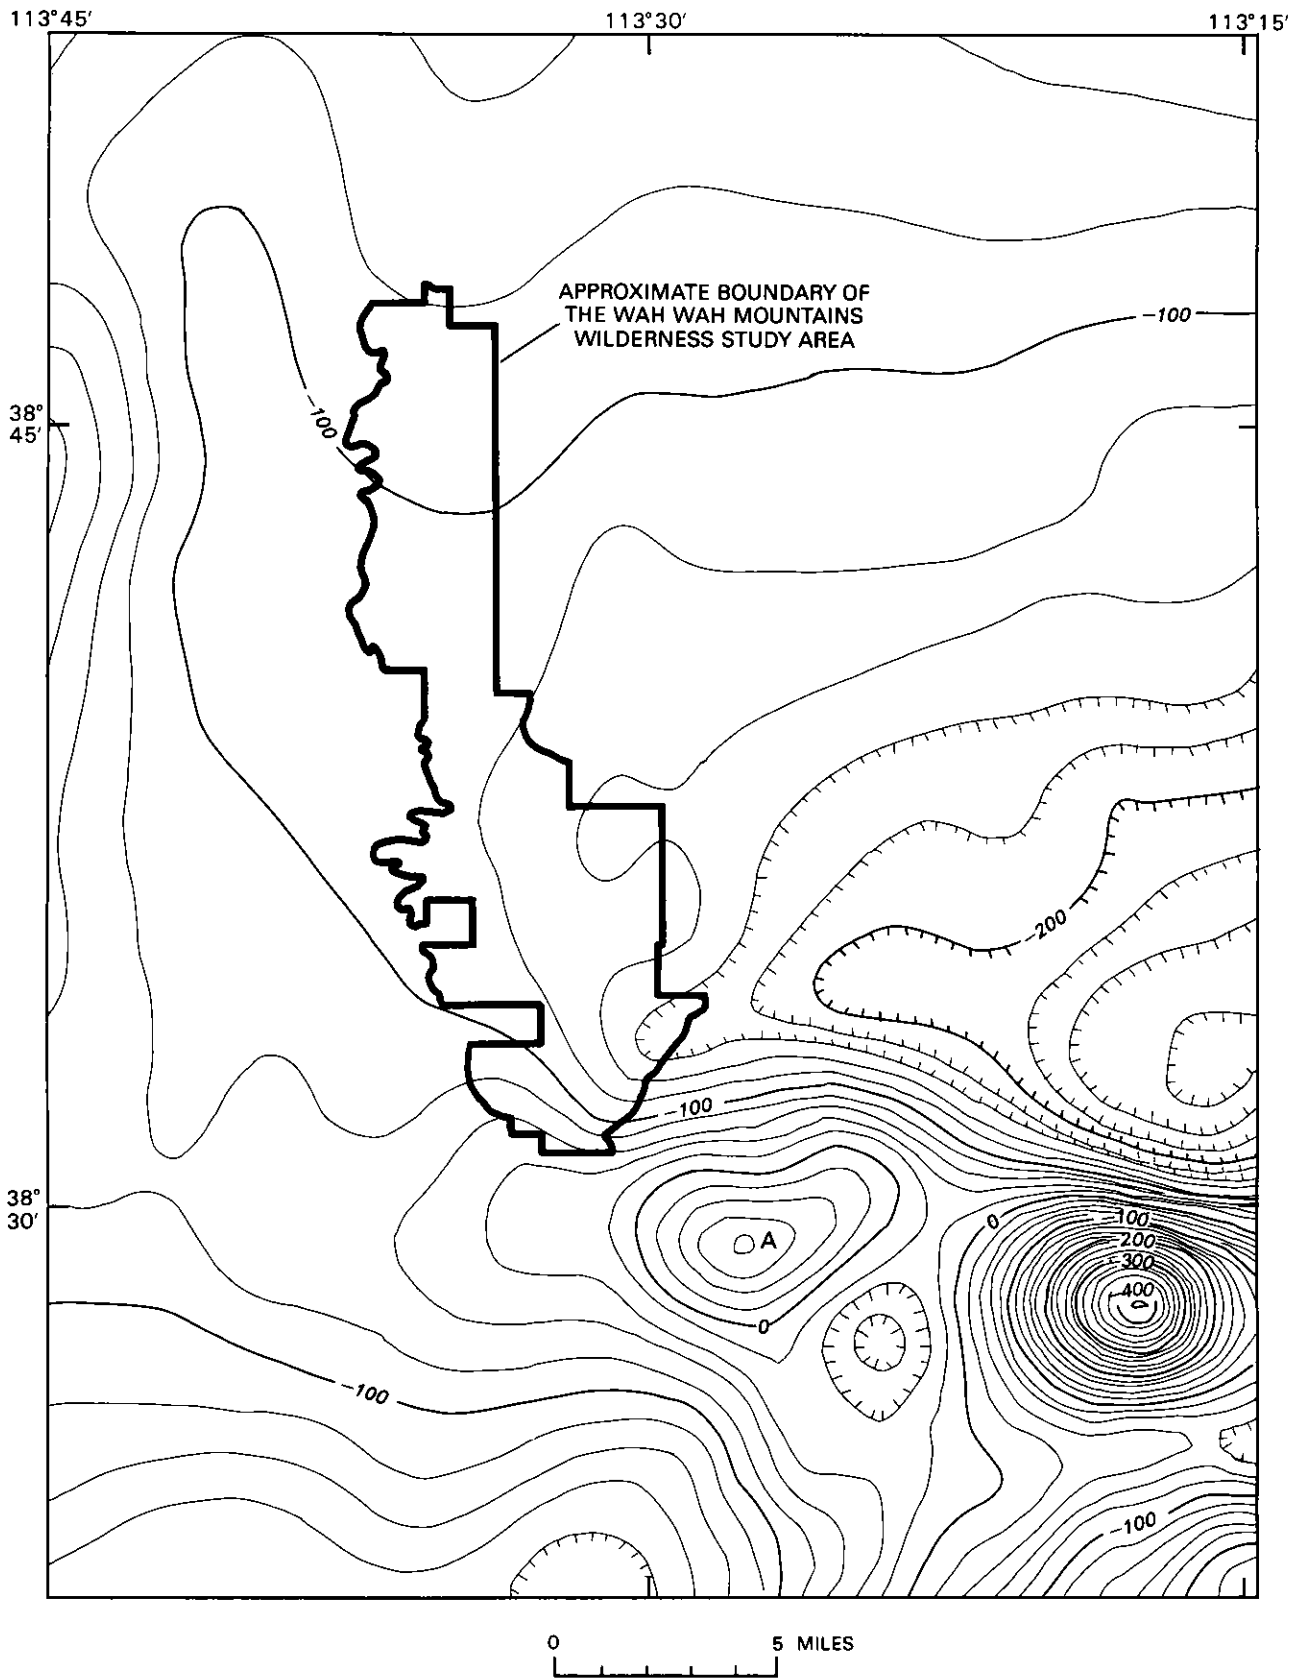 113°45′ 113°30′ 113°15′
APPROXIMATE BOUNDARY OF
THE WAH WAH MOUNTAINS
WILDERNESS STUDY AREA
-100
38°
45′
-100
-200
-100
38°
30′
0
-100
A
-200
-300
400
0
-100
-100
0 5 MILES